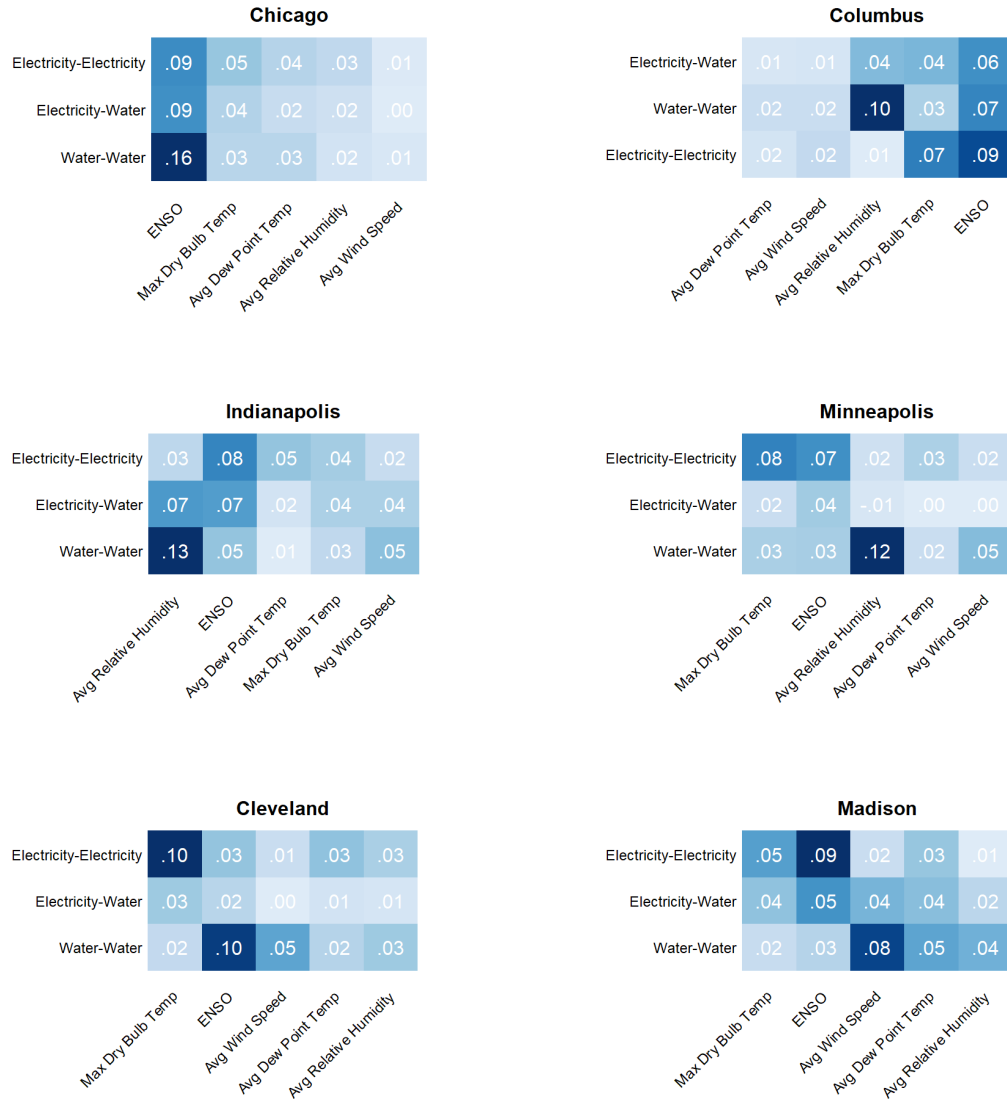 Chicago
Electricity-Electricity .09 .05 .04 .03 .01
Electricity-Water .09 .04 .02 .02 .00
Water-Water .16 .03 .03 .02 .01
ENSO
Max Dry Bulb Temp
Avg Dew Point Temp
Avg Relative Humidity
Avg Wind Speed
Columbus
Electricity-Water .01 .01 .04 .04 .06
Water-Water .02 .02 .10 .03 .07
Electricity-Electricity .02 .02 .01 .07 .09
Avg Dew Point Temp
Avg Wind Speed
Avg Relative Humidity
Max Dry Bulb Temp
ENSO
Indianapolis
Electricity-Electricity .03 .08 .05 .04 .02
Electricity-Water .07 .07 .02 .04 .04
Water-Water .13 .05 .01 .03 .05
Avg Relative Humidity
ENSO
Avg Dew Point Temp
Max Dry Bulb Temp
Avg Wind Speed
Minneapolis
Electricity-Electricity .08 .07 .02 .03 .02
Electricity-Water .02 .04 -.01 .00 .00
Water-Water .03 .03 .12 .02 .05
Max Dry Bulb Temp
ENSO
Avg Relative Humidity
Avg Dew Point Temp
Avg Wind Speed
Cleveland
Electricity-Electricity .10 .03 .01 .03 .03
Electricity-Water .03 .02 .00 .01 .01
Water-Water .02 .10 .05 .02 .03
Max Dry Bulb Temp
ENSO
Avg Wind Speed
Avg Dew Point Temp
Avg Relative Humidity
Madison
Electricity-Electricity .05 .09 .02 .03 .01
Electricity-Water .04 .05 .04 .04 .02
Water-Water .02 .03 .08 .05 .04
Max Dry Bulb Temp
ENSO
Avg Wind Speed
Avg Dew Point Temp
Avg Relative Humidity